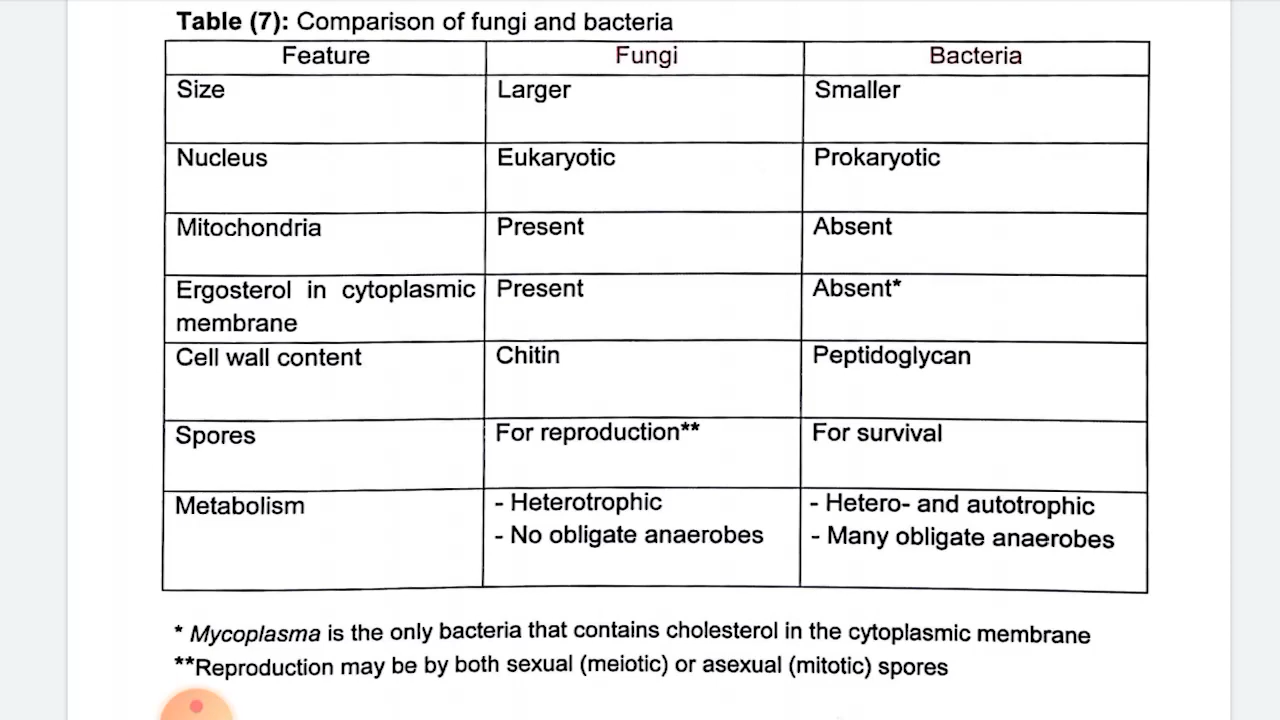 Table (7): Comparison of fungi and bacteria
Feature Fungi Bacteria
Size Larger Smaller
Nucleus Eukaryotic Prokaryotic
Mitochondria Present Absent
Ergosterol in cytoplasmic Present Absent*
membrane
Cell wall content Chitin Peptidoglycan
Spores For reproduction** For survival
Metabolism - Heterotrophic - Hetero- and autotrophic
- No obligate anaerobes - Many obligate anaerobes
* Mycoplasma is the only bacteria that contains cholesterol in the cytoplasmic membrane
**Reproduction may be by both sexual (meiotic) or asexual (mitotic) spores